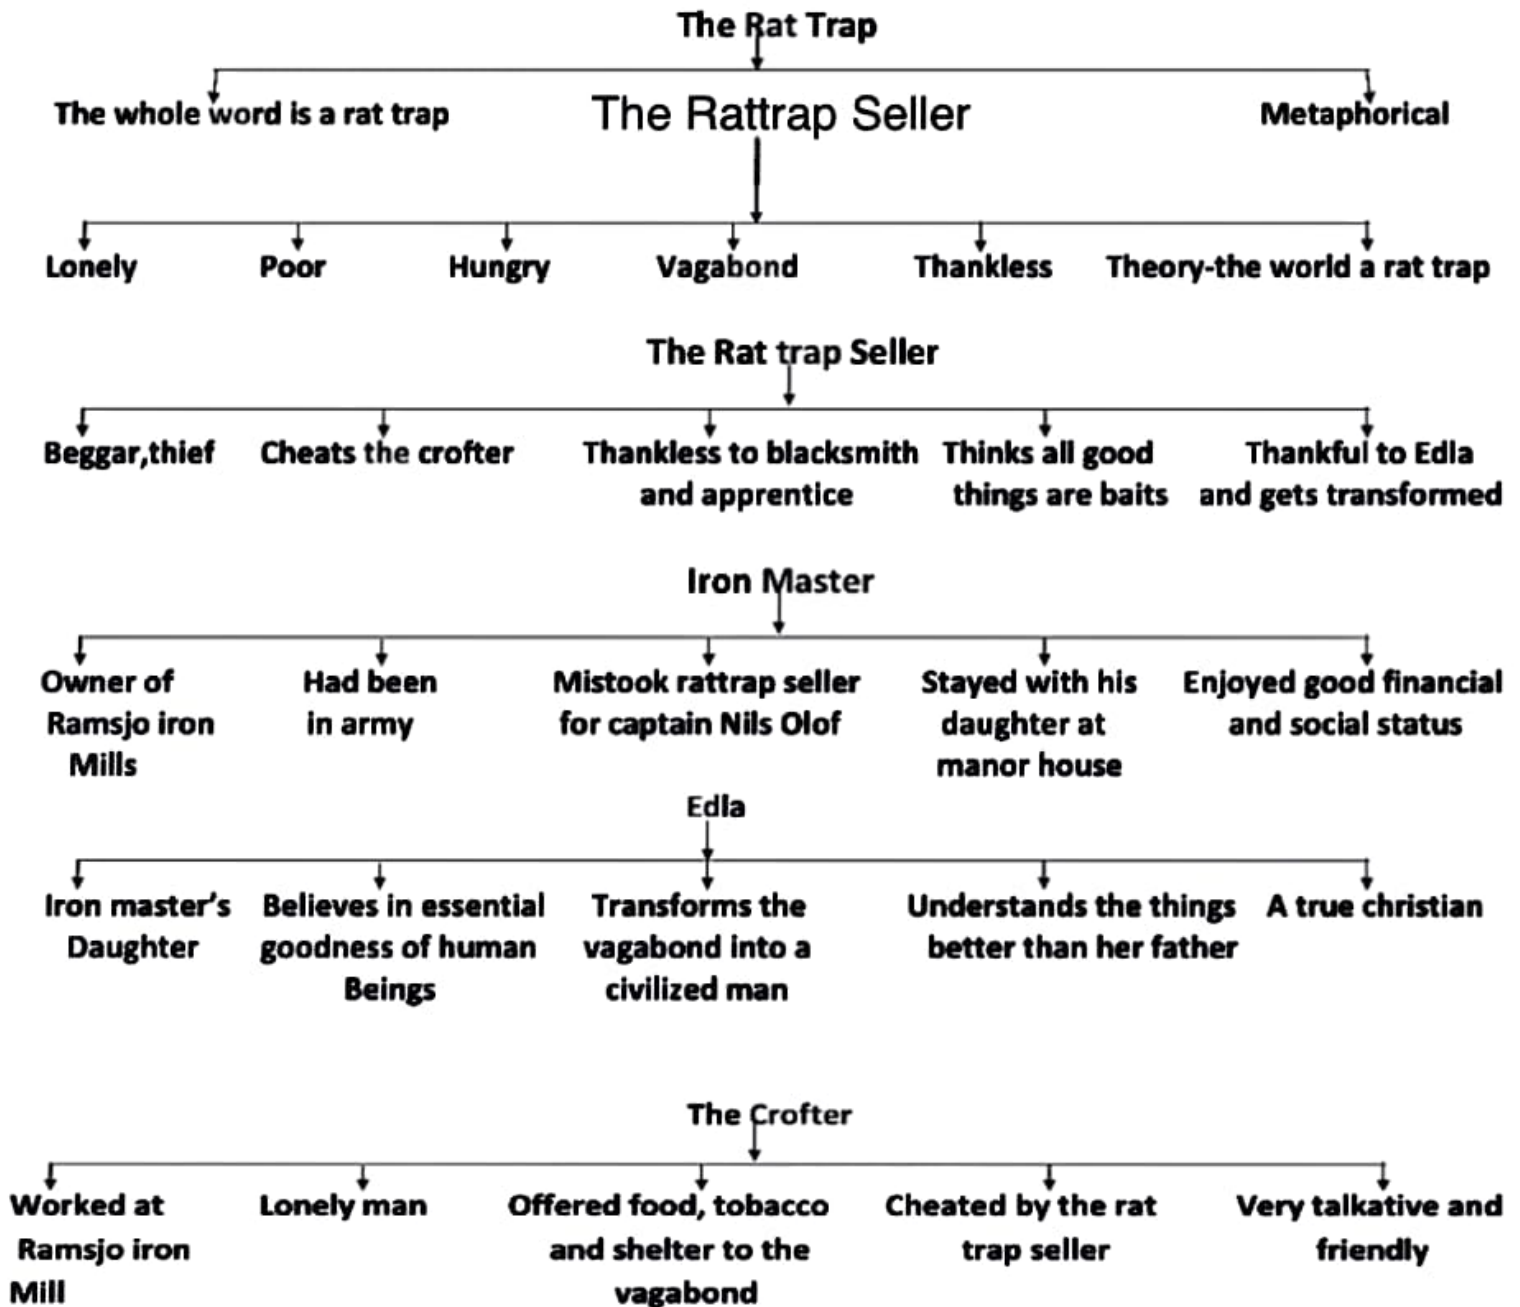 The Rat Trap
The whole word is a rat trap
The Rattrap Seller
Metaphorical
Lonely
Poor
Hungry
Vagabond
Thankless
Theory-the world a rat trap
The Rat trap Seller
Beggar,thief
Cheats the crofter
Thankless to blacksmith
and apprentice
Thinks all good
things are baits
Thankful to Edla
and gets transformed
Iron Master
Owner of
Ramsjo iron
Mills
Had been
in army
Mistook rattrap seller
for captain Nils Olof
Stayed with his
daughter at
manor house
Enjoyed good financial
and social status
Edla
Iron master's
Daughter
Believes in essential
goodness of human
Beings
Transforms the
vagabond into a
civilized man
Understands the things
better than her father
A true christian
The Crofter
Worked at
Ramsjo iron
Mill
Lonely man
Offered food, tobacco
and shelter to the
vagabond
Cheated by the rat
trap seller
Very talkative and
friendly